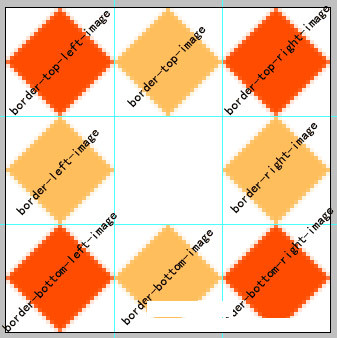 border-top-left-image
border-top-image
border-top-right-image
border-left-image
border-right-image
border-bottom-left-image
border-bottom-image
border-bottom-right-image